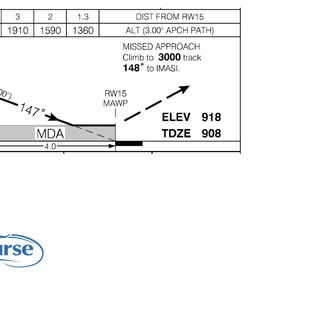 3 2 1.3 DIST FROM RW15
1910 1590 1360 ALT (3.00° APCH PATH)
MISSED APPROACH
Climb to 3000 track
148° to IMASI.
00°)
147°
RW15
MAWP
ELEV 918
MDA
TDZE 908
4.0
urse